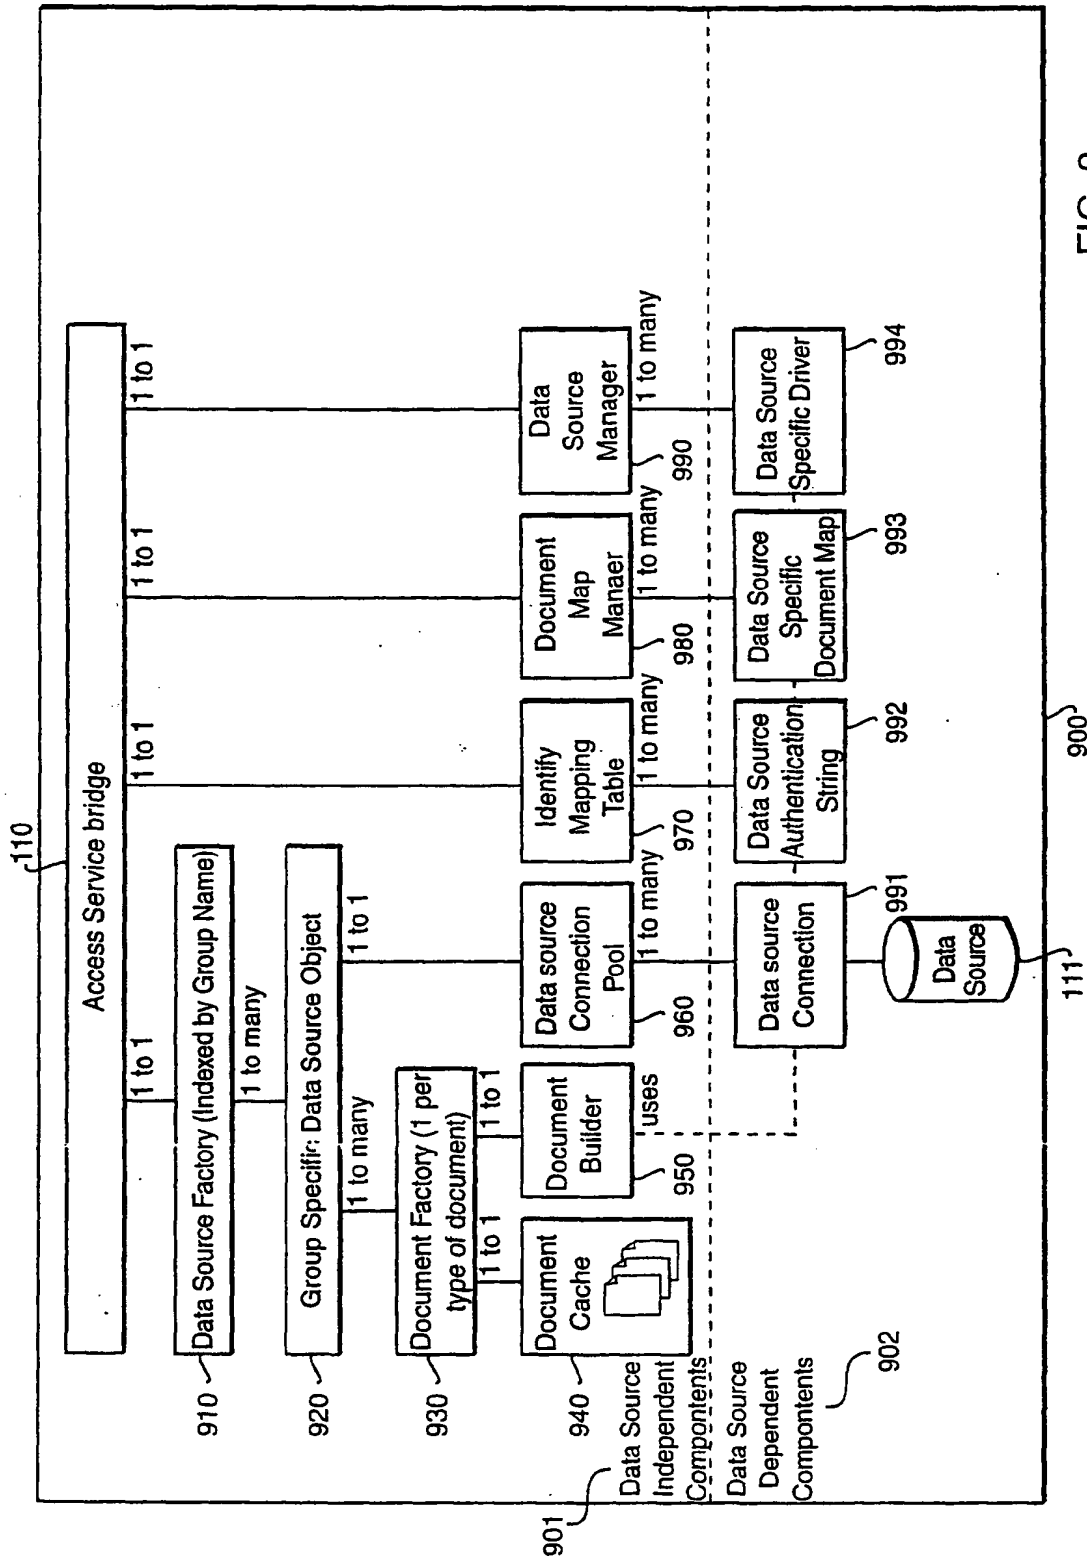 110
Access Service bridge
1 to 1
1 to 1
1 to 1
1 to 1
910
Data Source Factory (Indexed by Group Name)
1 to many
920
Group Specific: Data Source Object
1 to many
1 to 1
930
Document Factory (1 per
type of document)
1 to 1
1 to 1
940
Document
Cache
Document
Builder
950
uses
Data source
Connection
Pool
960
1 to many
Identify
Mapping
Table
970
1 to many
Document
Map
Manaer
980
1 to many
Data
Source
Manager
990
1 to many
901
Data Source
Independent
Compontents
Data Source
Dependent
Compontents
902
Data source
Connection
991
Data Source
Authentication
String
992
Data Source
Specific
Document Map
993
Data Source
Specific Driver
994
Data
Source
111
900